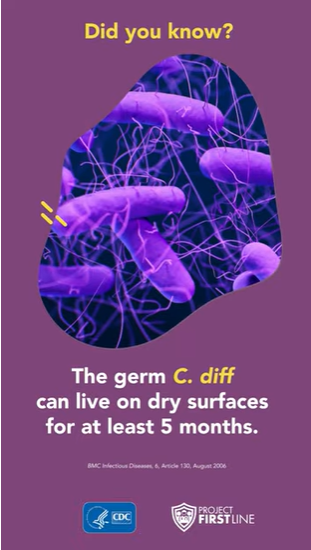 Did you know?
The germ C. diff
can live on dry surfaces
for at least 5 months.
BMC Infectious Diseases, 6, Article 130, August 2006
CDC
PROJECT
FIRSTLINE